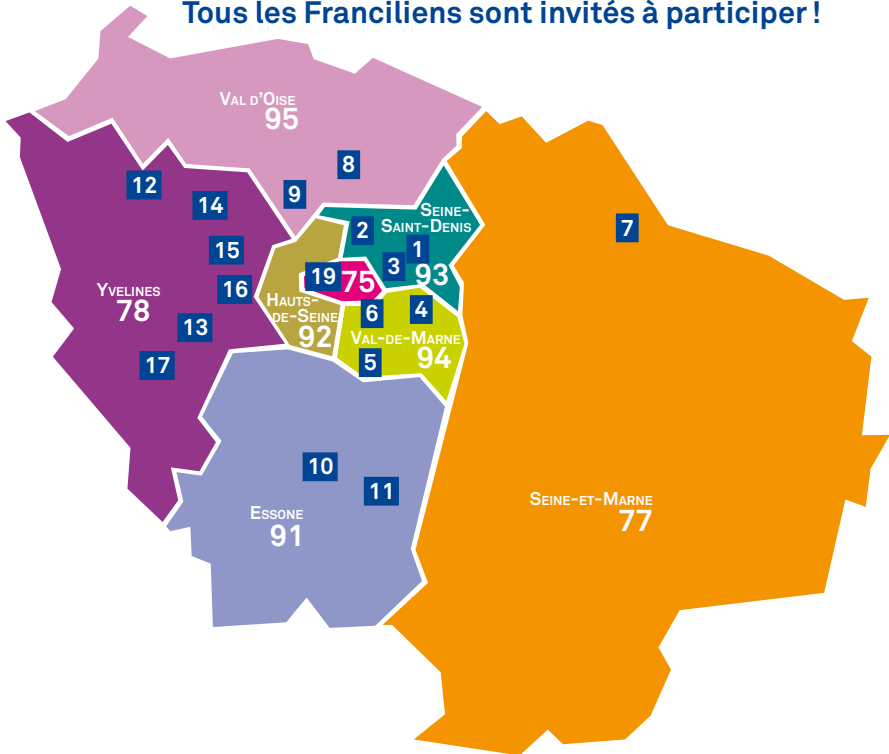 Tous les Franciliens sont invités à participer !
Val d'Oise
95
8
9
12
14
15
16
Yvelines
78
13
17
Seine-
Saint-Denis
2
1
3
93
7
19
75
Hauts-
de-Seine
92
6
4
Val-de-Marne
94
5
10
11
Essone
91
Seine-et-Marne
77